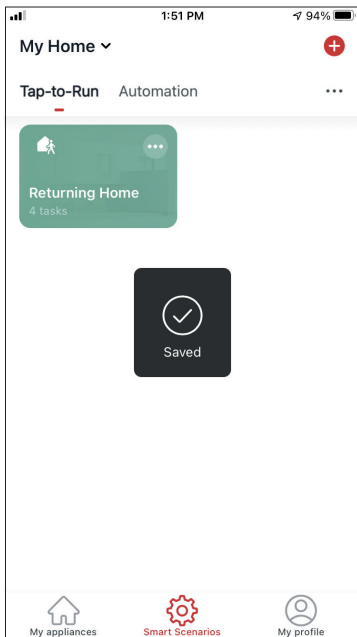 1:51 PM 94%
My Home
Tap-to-Run Automation
Returning Home
4 tasks
Saved
My appliances Smart Scenarios My profile